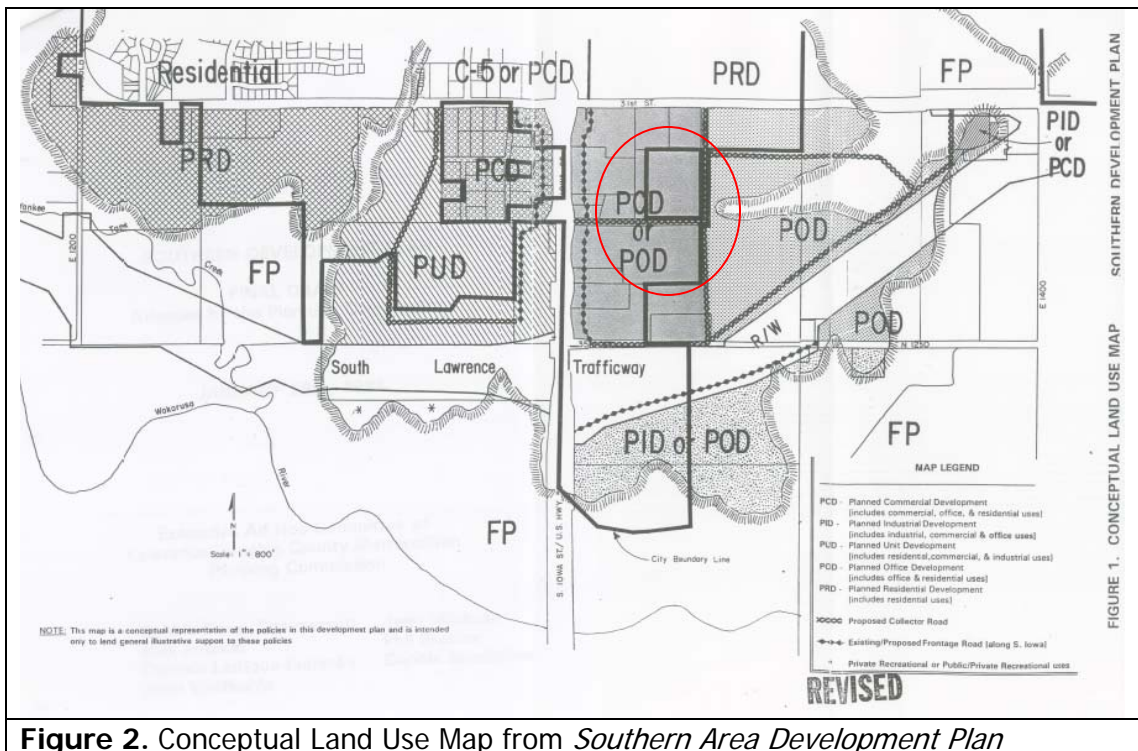 Residential
C-5 or PCD
PRD
FP
31st ST.
PID
or
PCD
PRD
PCD
POD
or
POD
POD
E 1200
Tank
Creek
FP
PUD
E 1400
POD
R/W
N 1250
South Lawrence Trafficway
*
*
Wakarusa
River
PID or POD
FP
FP
N
Scale: 1"= 800'
S. IOWA ST./ U.S. HWY.
City Boundary Line
MAP LEGEND
PCD - Planned Commercial Development
(includes commercial, office, & residential uses)
PID - Planned Industrial Development
(includes industrial, commercial & office uses)
PUD - Planned Unit Development
(includes residential,commercial, & industrial uses)
PCD - Planned Office Development
(includes office & residential uses)
PRD - Planned Residential Development
(includes residential uses)
Proposed Collector Road
Existing/Proposed Frontage Road (along S. Iowa)
* Private Recreational or Public/Private Recreational uses
NOTE: This map is a conceptual representation of the policies in this development plan and is intended
only to lend general illustrative support to these policies
REVISED
FIGURE 1. CONCEPTUAL LAND USE MAP SOUTHERN DEVELOPMENT PLAN
Figure 2. Conceptual Land Use Map from Southern Area Development Plan